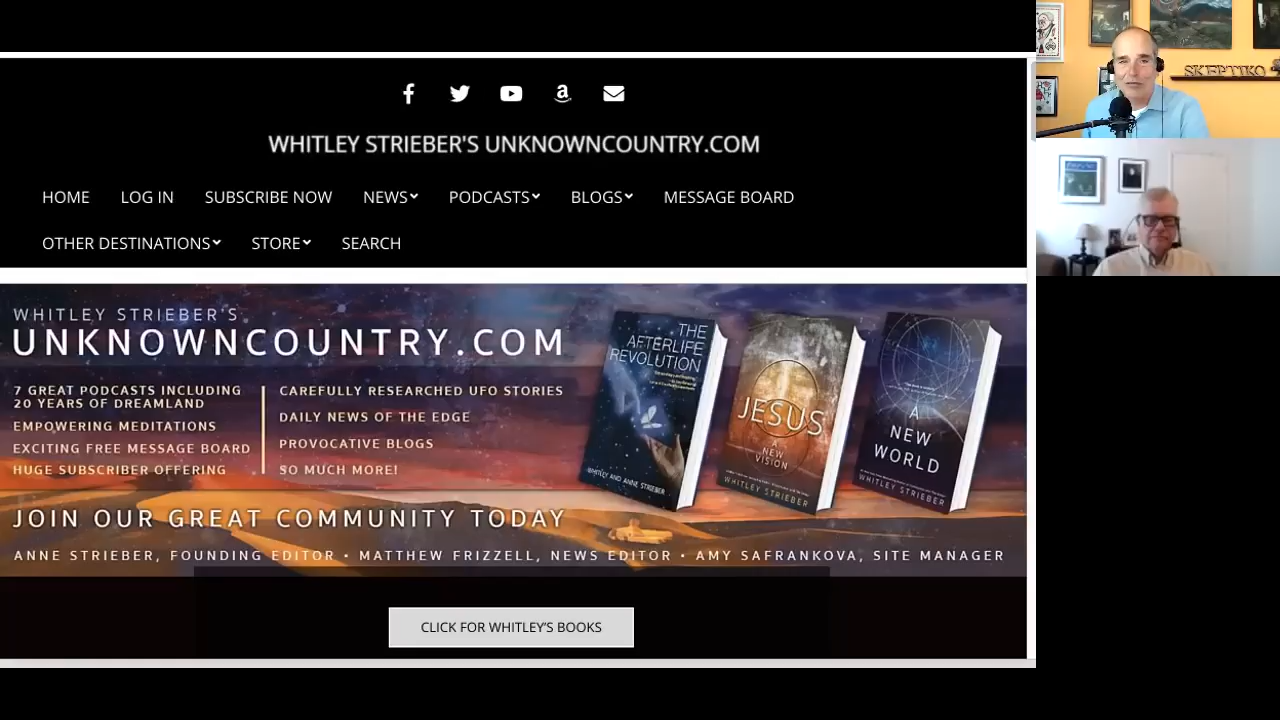 SKEPTIKO
WHITLEY STRIEBER'S UNKNOWNCOUNTRY.COM
HOME LOG IN SUBSCRIBE NOW NEWS PODCASTS BLOGS MESSAGE BOARD
OTHER DESTINATIONS STORE SEARCH
WHITLEY STRIEBER'S
UNKNOWNCOUNTRY.COM
7 GREAT PODCASTS INCLUDING
20 YEARS OF DREAMLAND
EMPOWERING MEDITATIONS
EXCITING FREE MESSAGE BOARD
HUGE SUBSCRIBER OFFERING
CAREFULLY RESEARCHED UFO STORIES
DAILY NEWS OF THE EDGE
PROVOCATIVE BLOGS
SO MUCH MORE!
THE
AFTERLIFE
REVOLUTION
WHITLEY AND ANNE STRIEBER
JESUS
A
NEW
VISION
WHITLEY STRIEBER
A
NEW
WORLD
WHITLEY STRIEBER
JOIN OUR GREAT COMMUNITY TODAY
ANNE STRIEBER, FOUNDING EDITOR • MATTHEW FRIZZELL, NEWS EDITOR • AMY SAFRANKOVA, SITE MANAGER
CLICK FOR WHITLEY'S BOOKS